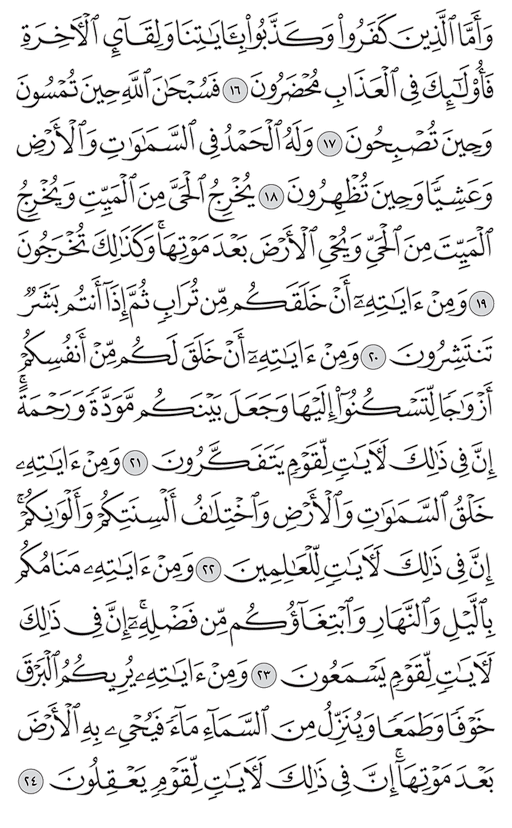 وَأَمَّا ٱلَّذِينَ كَفَرُواْ وَكَذَّبُواْ بِـَٔايَٰتِنَا وَلِقَآيِٕ ٱلۡأٓخِرَةِ
فَأُوْلَٰٓئِكَ فِي ٱلۡعَذَابِ مُحۡضَرُونَ ١٦ فَسُبۡحَٰنَ ٱللَّهِ حِينَ تُمۡسُونَ
وَحِينَ تُصۡبِحُونَ ١٧ وَلَهُ ٱلۡحَمۡدُ فِي ٱلسَّمَٰوَٰتِ وَٱلۡأَرۡضِ
وَعَشِيّٗا وَحِينَ تُظۡهِرُونَ ١٨ يُخۡرِجُ ٱلۡحَيَّ مِنَ ٱلۡمَيِّتِ وَيُخۡرِجُ
ٱلۡمَيِّتَ مِنَ ٱلۡحَيِّ وَيُحۡيِ ٱلۡأَرۡضَ بَعۡدَ مَوۡتِهَاۚ وَكَذَٰلِكَ تُخۡرَجُونَ
١٩ وَمِنۡ ءَايَٰتِهِۦٓ أَنۡ خَلَقَكُم مِّن تُرَابٖ ثُمَّ إِذَآ أَنتُم بَشَرٞ
تَنتَشِرُونَ ٢٠ وَمِنۡ ءَايَٰتِهِۦٓ أَنۡ خَلَقَ لَكُم مِّنۡ أَنفُسِكُمۡ
أَزۡوَٰجٗا لِّتَسۡكُنُوٓاْ إِلَيۡهَا وَجَعَلَ بَيۡنَكُم مَّوَدَّةٗ وَرَحۡمَةًۚ
إِنَّ فِي ذَٰلِكَ لَأٓيَٰتٖ لِّقَوۡمٖ يَتَفَكَّرُونَ ٢١ وَمِنۡ ءَايَٰتِهِۦ
خَلۡقُ ٱلسَّمَٰوَٰتِ وَٱلۡأَرۡضِ وَٱخۡتِلَٰفُ أَلۡسِنَتِكُمۡ وَأَلۡوَٰنِكُمۡۚ
إِنَّ فِي ذَٰلِكَ لَأٓيَٰتٖ لِّلۡعَٰلِمِينَ ٢٢ وَمِنۡ ءَايَٰتِهِۦ مَنَامُكُم
بِٱلَّيۡلِ وَٱلنَّهَارِ وَٱبۡتِغَآؤُكُم مِّن فَضۡلِهِۦٓۚ إِنَّ فِي ذَٰلِكَ
لَأٓيَٰتٖ لِّقَوۡمٖ يَسۡمَعُونَ ٢٣ وَمِنۡ ءَايَٰتِهِۦ يُرِيكُمُ ٱلۡبَرۡقَ
خَوۡفٗا وَطَمَعٗا وَيُنَزِّلُ مِنَ ٱلسَّمَآءِ مَآءٗ فَيُحۡيِۦ بِهِ ٱلۡأَرۡضَ
بَعۡدَ مَوۡتِهَآۚ إِنَّ فِي ذَٰلِكَ لَأٓيَٰتٖ لِّقَوۡمٖ يَعۡقِلُونَ ٢٤